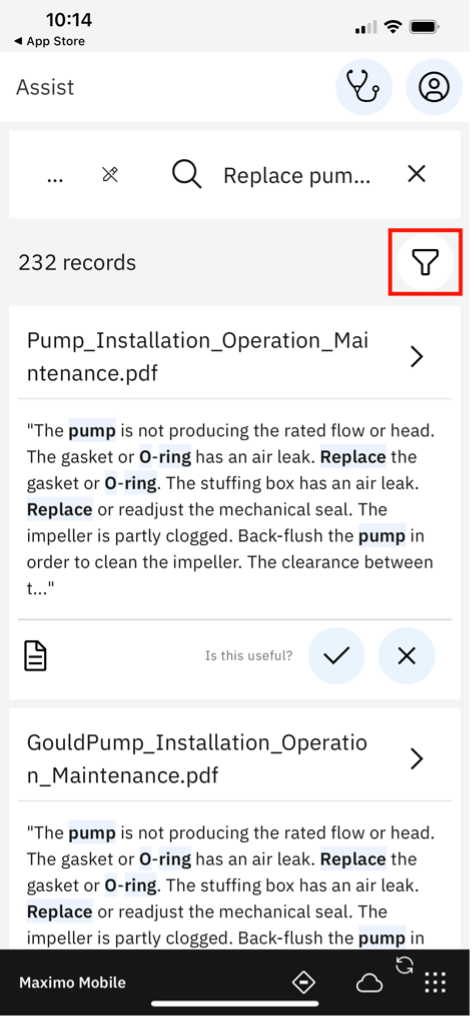 10:14
◀ App Store
Assist
...
Replace pum...
232 records
Pump_Installation_Operation_Mai
ntenance.pdf
"The pump is not producing the rated flow or head.
The gasket or O-ring has an air leak. Replace the
gasket or O-ring. The stuffing box has an air leak.
Replace or readjust the mechanical seal. The
impeller is partly clogged. Back-flush the pump in
order to clean the impeller. The clearance between
t..."
Is this useful?
GouldPump_Installation_Operatio
n_Maintenance.pdf
"The pump is not producing the rated flow or head.
The gasket or O-ring has an air leak. Replace the
gasket or O-ring. The stuffing box has an air leak.
Replace or readjust the mechanical seal. The
impeller is partly clogged. Back-flush the pump in
Maximo Mobile